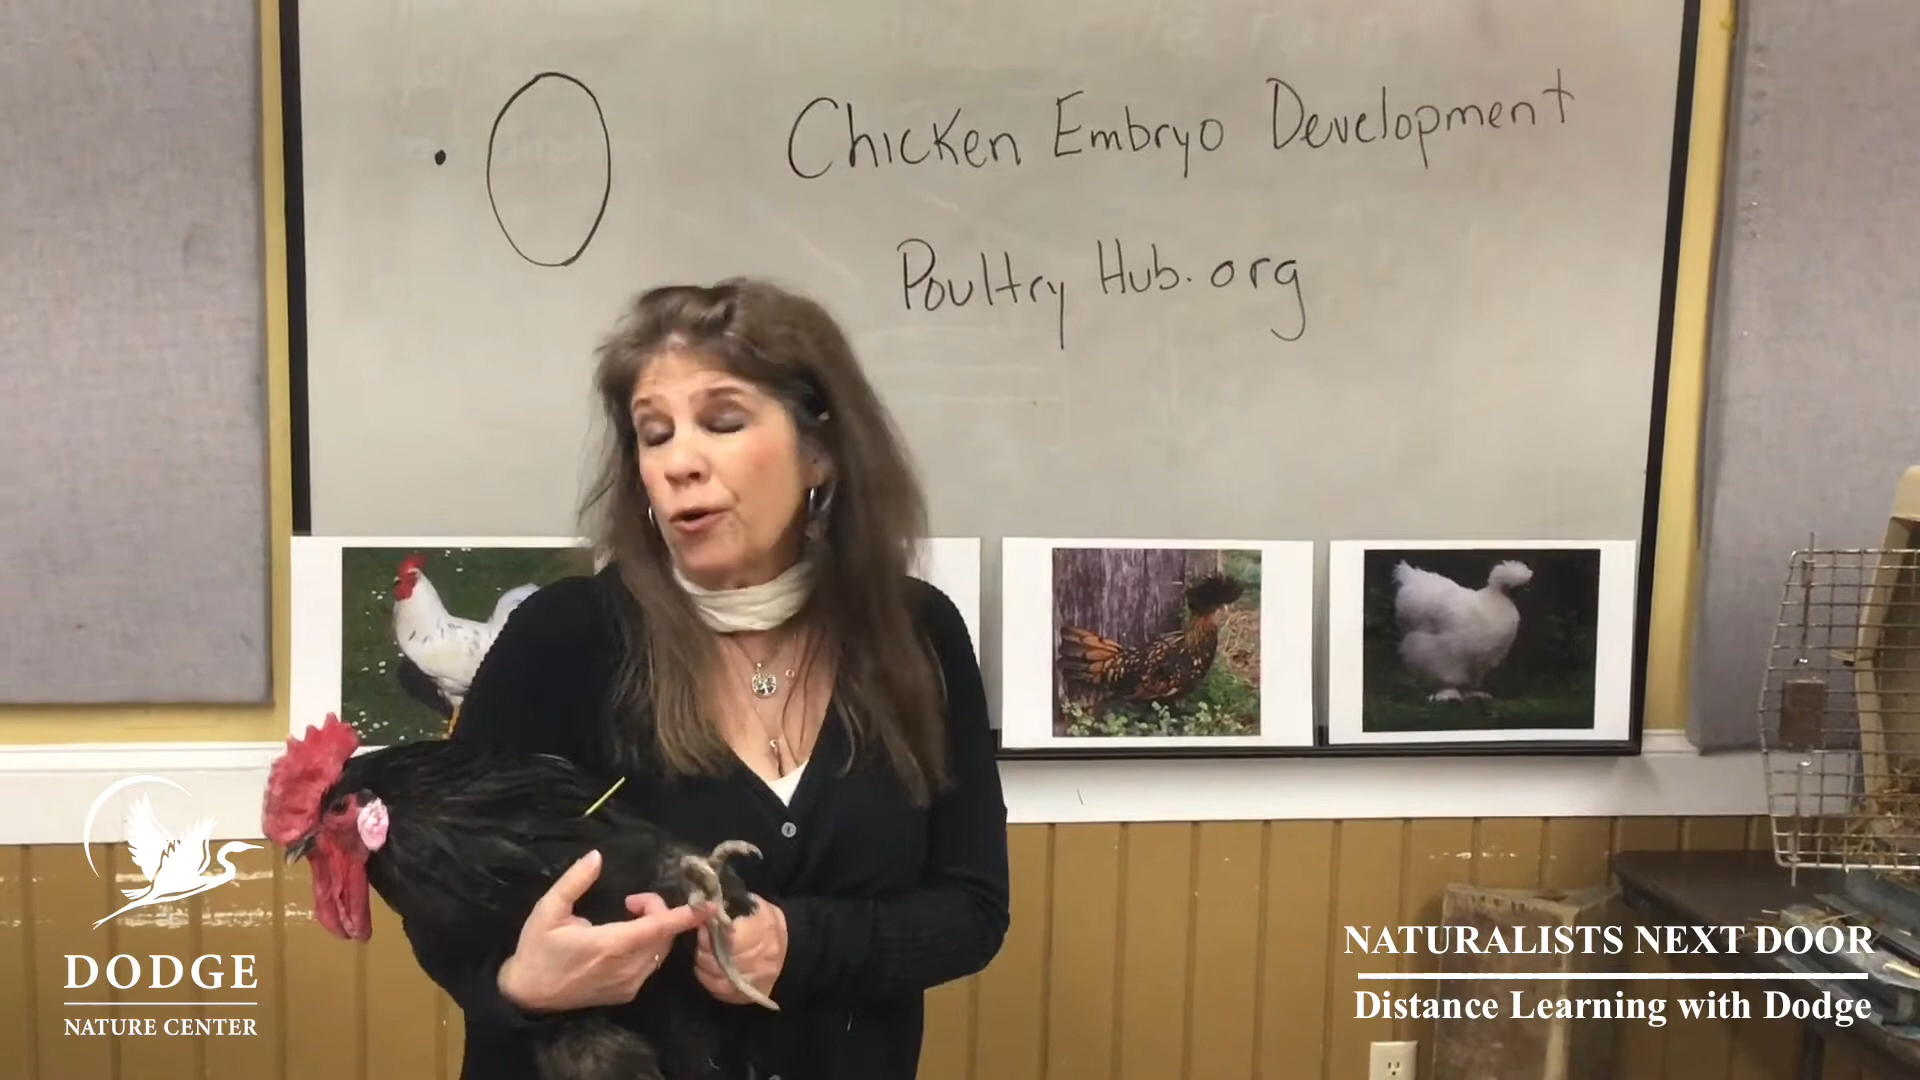 Chicken Embryo Development
Poultry Hub.org
DODGE
NATURE CENTER
NATURALISTS NEXT DOOR
Distance Learning with Dodge